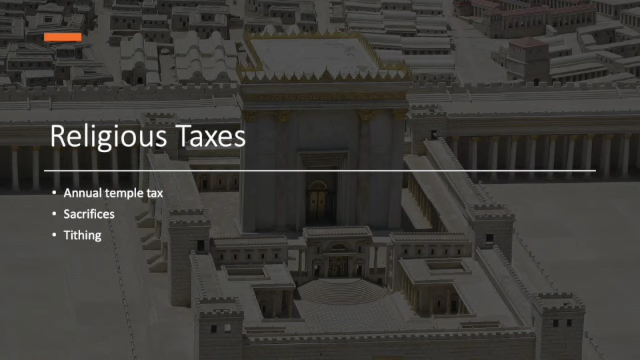 Religious Taxes
• Annual temple tax
• Sacrifices
• Tithing